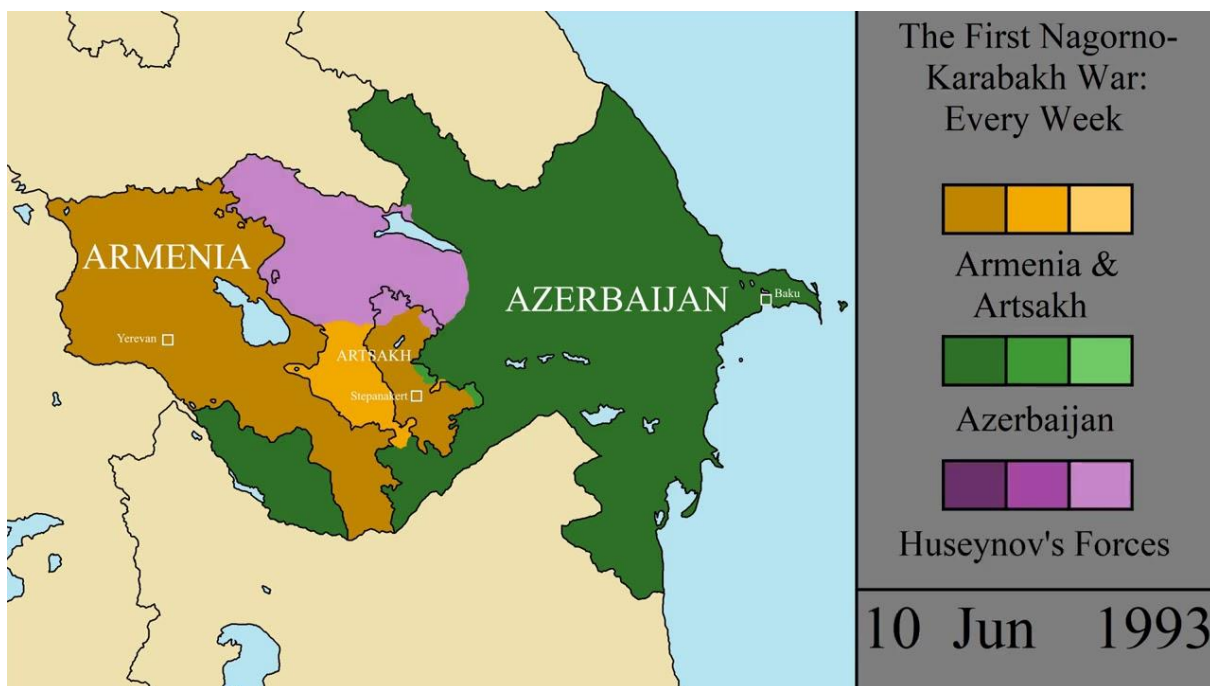 The First Nagorno-
Karabakh War:
Every Week
Armenia &
Artsakh
Azerbaijan
Huseynov's Forces
10 Jun 1993
ARMENIA
AZERBAIJAN
Baku
Yerevan
ARTSAKH
Stepanakert